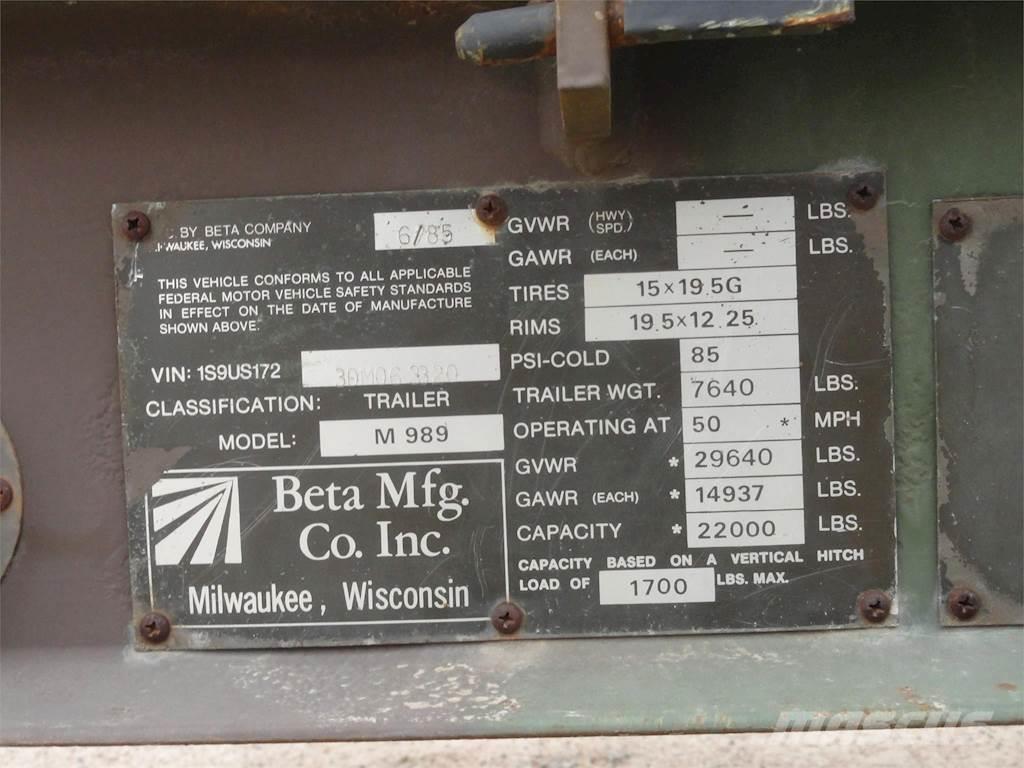 BY BETA COMPANY 6/85
WAUKEE, WISCONSIN
THIS VEHICLE CONFORMS TO ALL APPLICABLE
FEDERAL MOTOR VEHICLE SAFETY STANDARDS
IN EFFECT ON THE DATE OF MANUFACTURE
SHOWN ABOVE.
VIN: 1S9US172
CLASSIFICATION: TRAILER
MODEL: M 989
Beta Mfg.
Co. Inc.
Milwaukee, Wisconsin
GVWR (HWY SPD.) — LBS.
GAWR (EACH) — LBS.
TIRES 15×19.5G
RIMS 19.5×12.25
PSI-COLD 85
TRAILER WGT. 7640 LBS.
OPERATING AT 50 * MPH
GVWR * 29640 LBS.
GAWR (EACH) * 14937 LBS.
CAPACITY * 22000 LBS.
CAPACITY BASED ON A VERTICAL HITCH
LOAD OF 1700 LBS. MAX.
mascus